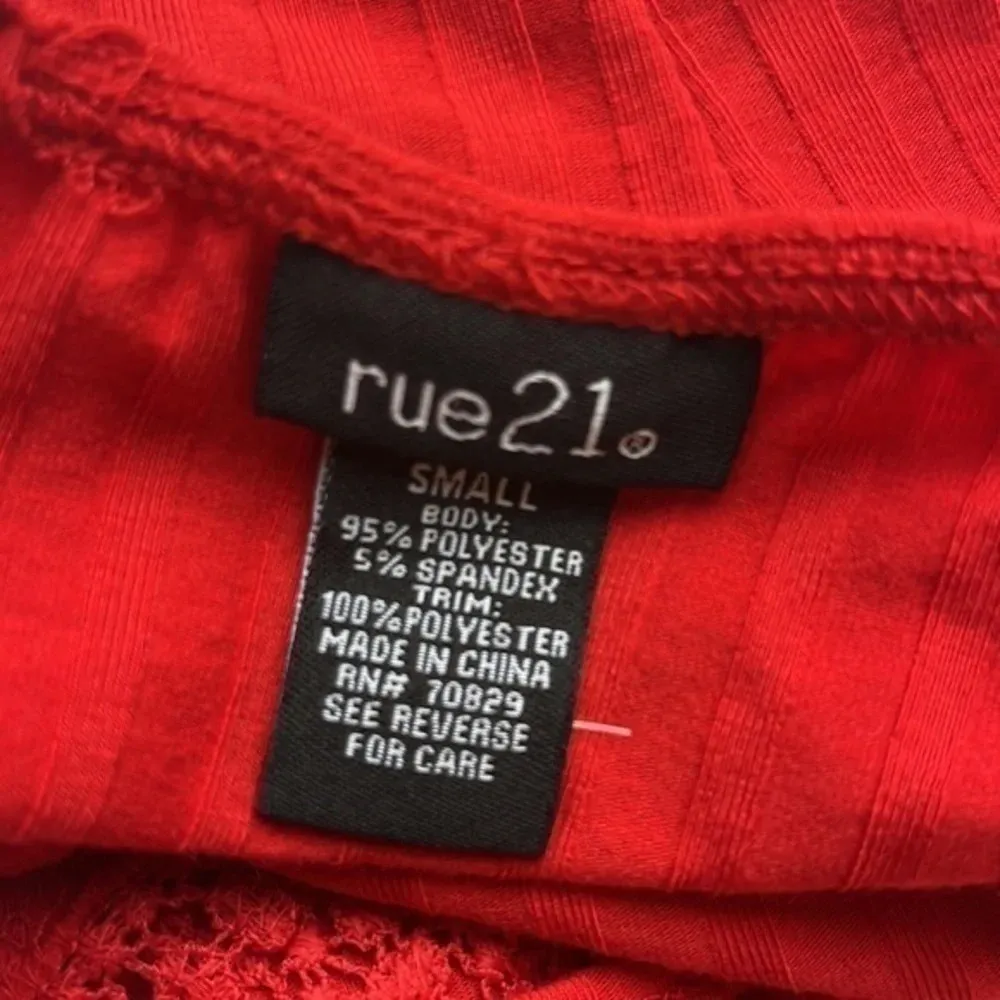 rue21®
SMALL
BODY:
95% POLYESTER
5% SPANDEX
TRIM:
100%POLYESTER
MADE IN CHINA
RN# 70829
SEE REVERSE
FOR CARE